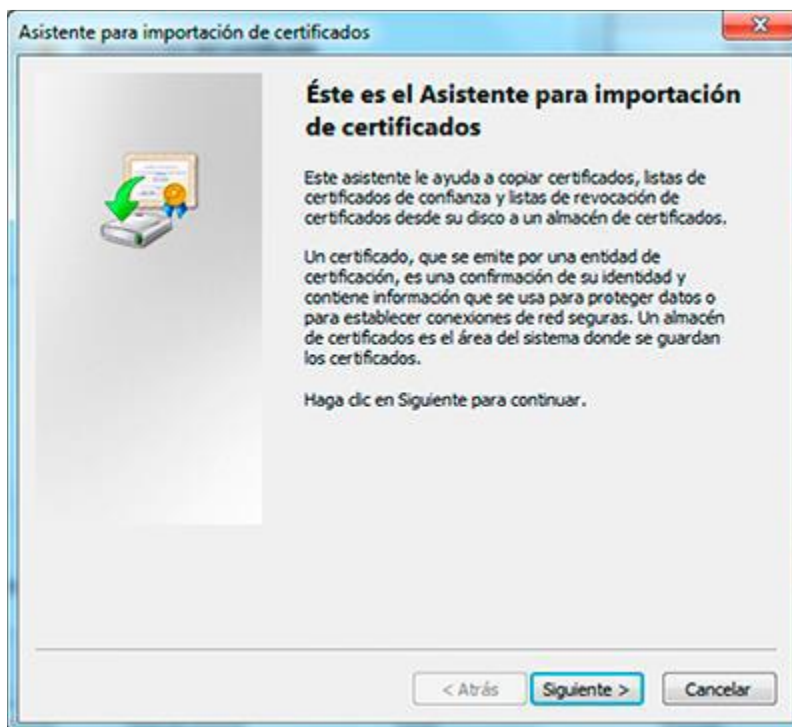 Asistente para importación de certificados
Éste es el Asistente para importación
de certificados
Este asistente le ayuda a copiar certificados, listas de
certificados de confianza y listas de revocación de
certificados desde su disco a un almacén de certificados.
Un certificado, que se emite por una entidad de
certificación, es una confirmación de su identidad y
contiene información que se usa para proteger datos o
para establecer conexiones de red seguras. Un almacén
de certificados es el área del sistema donde se guardan
los certificados.
Haga clic en Siguiente para continuar.
< Atrás Siguiente > Cancelar